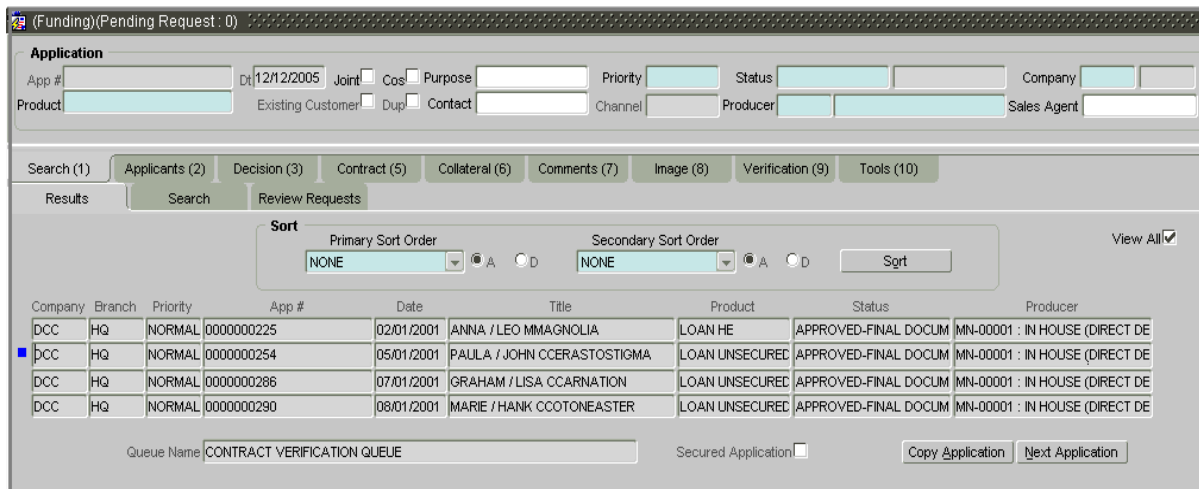 (Funding)(Pending Request : 0)
Application
App # Dt 12/12/2005 Joint Cos Purpose Priority Status Company
Product Existing Customer Dup Contact Channel Producer Sales Agent
Search (1) Applicants (2) Decision (3) Contract (5) Collateral (6) Comments (7) Image (8) Verification (9) Tools (10)
Results Search Review Requests
Sort
Primary Sort Order Secondary Sort Order View All
NONE A D NONE A D Sort
Company Branch Priority App # Date Title Product Status Producer
DCC HQ NORMAL 0000000225 02/01/2001 ANNA / LEO MMAGNOLIA LOAN HE APPROVED-FINAL DOCUM MN-00001 : IN HOUSE (DIRECT DE
DCC HQ NORMAL 0000000254 05/01/2001 PAULA / JOHN CCERASTOSTIGMA LOAN UNSECURED APPROVED-FINAL DOCUM MN-00001 : IN HOUSE (DIRECT DE
DCC HQ NORMAL 0000000286 07/01/2001 GRAHAM / LISA CCARNATION LOAN UNSECURED APPROVED-FINAL DOCUM MN-00001 : IN HOUSE (DIRECT DE
DCC HQ NORMAL 0000000290 08/01/2001 MARIE / HANK CCOTONEASTER LOAN UNSECURED APPROVED-FINAL DOCUM MN-00001 : IN HOUSE (DIRECT DE
Queue Name CONTRACT VERIFICATION QUEUE Secured Application Copy Application Next Application